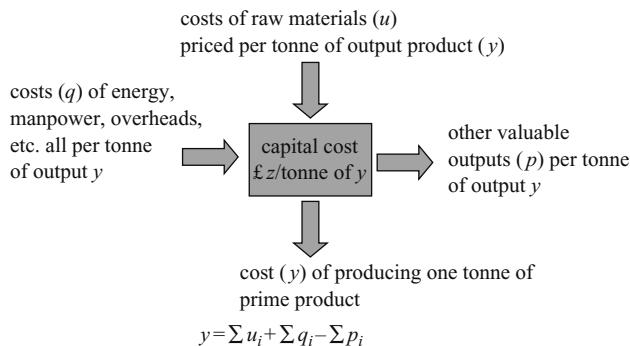 costs of raw materials (u)
priced per tonne of output product (y)
costs (q) of energy,
manpower, overheads,
etc. all per tonne
of output y
capital cost
£z/tonne of y
other valuable
outputs (p) per tonne
of output y
cost (y) of producing one tonne of
prime product
y=∑u_i+∑q_i−∑p_i